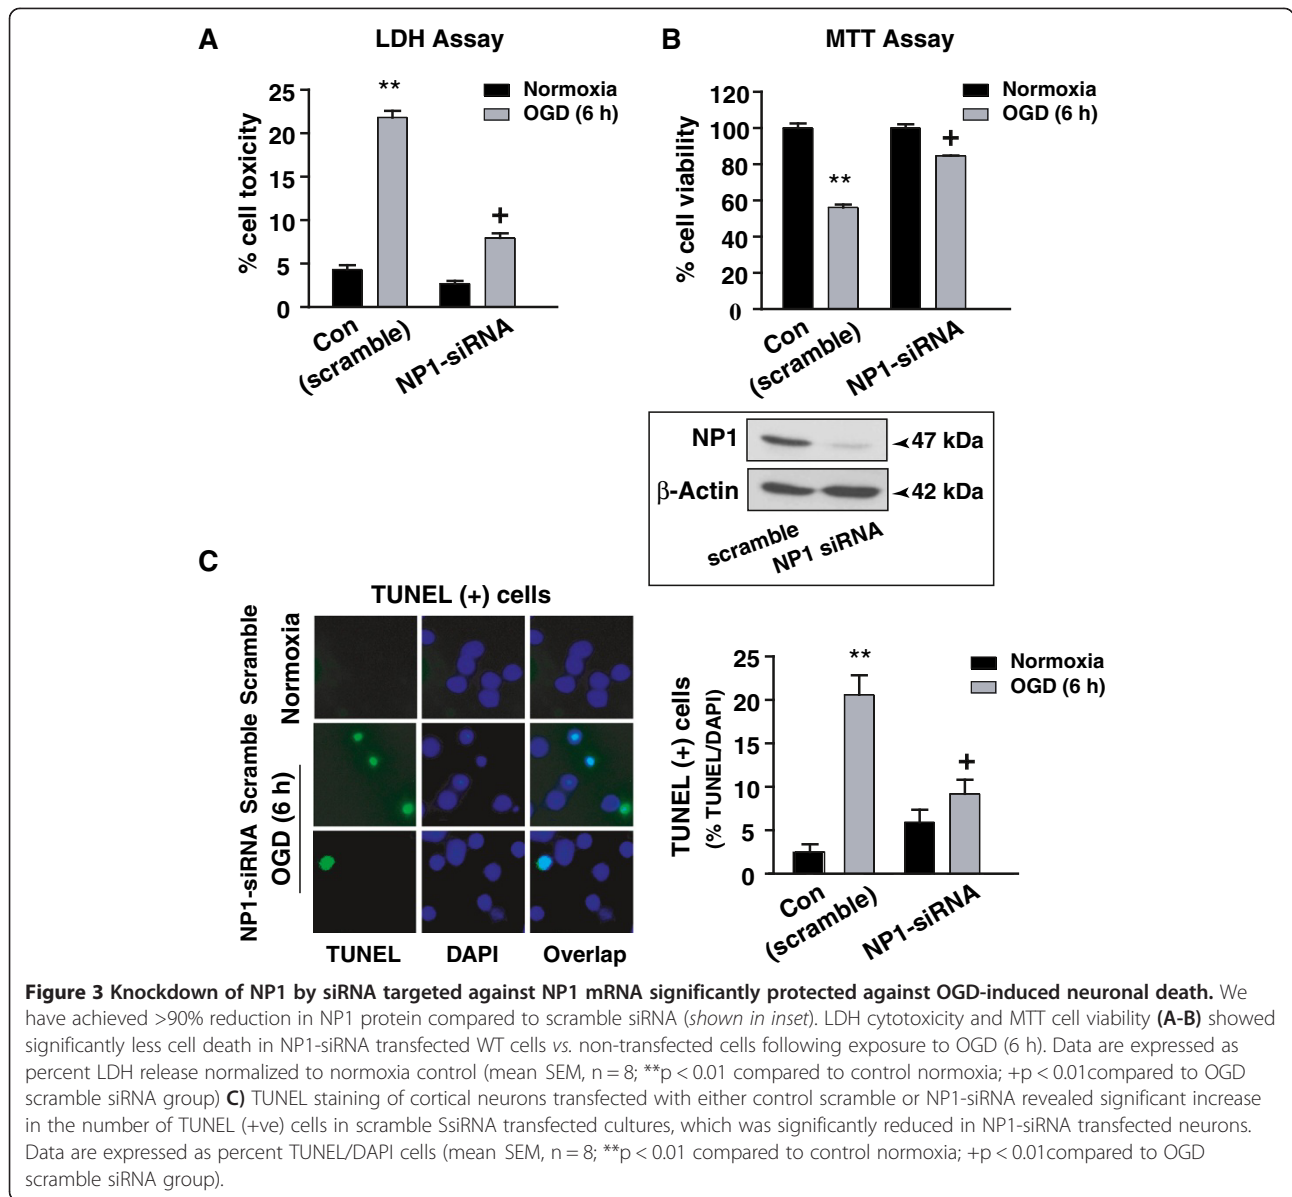 A
LDH Assay
Normoxia
OGD (6 h)
% cell toxicity
25
20
15
10
5
0
**
+
Con
(scramble)
NP1-siRNA
B
MTT Assay
Normoxia
OGD (6 h)
% cell viability
120
100
80
60
40
20
0
**
+
Con
(scramble)
NP1-siRNA
NP1
47 kDa
β-Actin
42 kDa
scramble
NP1 siRNA
C
TUNEL (+) cells
Scramble
Normoxia
Scramble
NP1-siRNA
OGD (6 h)
TUNEL
DAPI
Overlap
TUNEL (+) cells
(% TUNEL/DAPI)
25
20
15
10
5
0
**
+
Normoxia
OGD (6 h)
Con
(scramble)
NP1-siRNA
Figure 3 Knockdown of NP1 by siRNA targeted against NP1 mRNA significantly protected against OGD-induced neuronal death. We
have achieved >90% reduction in NP1 protein compared to scramble siRNA (shown in inset). LDH cytotoxicity and MTT cell viability (A-B) showed
significantly less cell death in NP1-siRNA transfected WT cells vs. non-transfected cells following exposure to OGD (6 h). Data are expressed as
percent LDH release normalized to normoxia control (mean SEM, n = 8; **p < 0.01 compared to control normoxia; +p < 0.01compared to OGD
scramble siRNA group) C) TUNEL staining of cortical neurons transfected with either control scramble or NP1-siRNA revealed significant increase
in the number of TUNEL (+ve) cells in scramble SsiRNA transfected cultures, which was significantly reduced in NP1-siRNA transfected neurons.
Data are expressed as percent TUNEL/DAPI cells (mean SEM, n = 8; **p < 0.01 compared to control normoxia; +p < 0.01compared to OGD
scramble siRNA group).